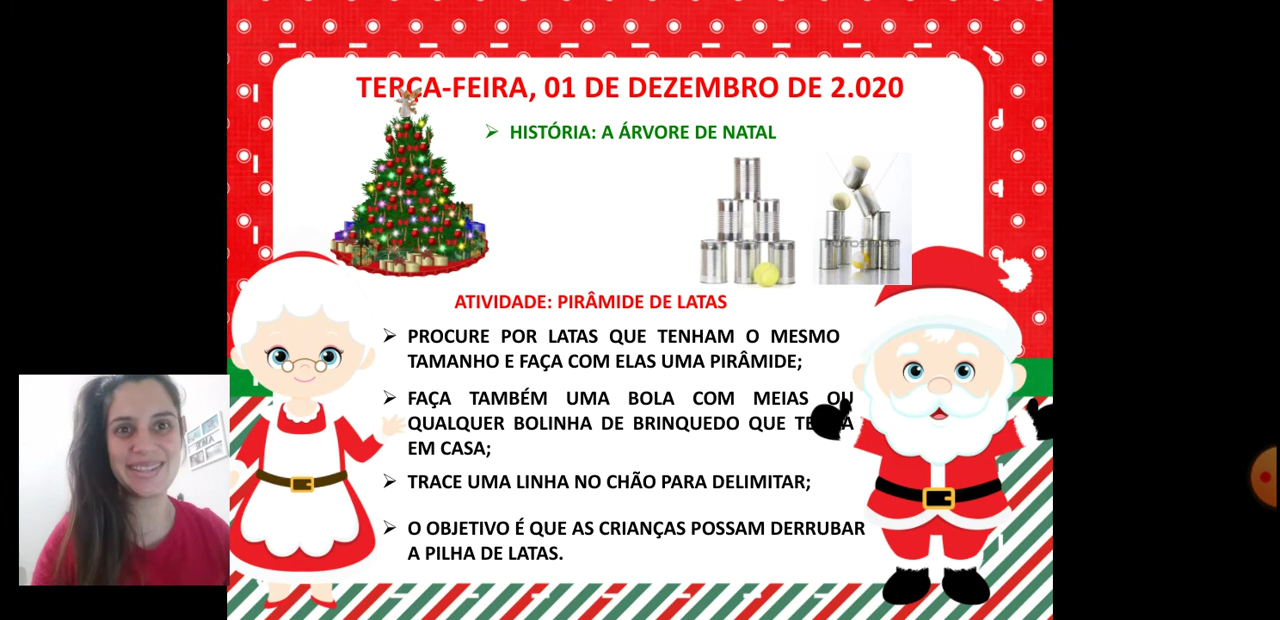 TERÇA-FEIRA, 01 DE DEZEMBRO DE 2.020
➢ HISTÓRIA: A ÁRVORE DE NATAL
ATIVIDADE: PIRÂMIDE DE LATAS
➢ PROCURE POR LATAS QUE TENHAM O MESMO
TAMANHO E FAÇA COM ELAS UMA PIRÂMIDE;
➢ FAÇA TAMBÉM UMA BOLA COM MEIAS OU
QUALQUER BOLINHA DE BRINQUEDO QUE
EM CASA;
➢ TRACE UMA LINHA NO CHÃO PARA DELIMITAR;
➢ O OBJETIVO É QUE AS CRIANÇAS POSSAM DERRUBAR
A PILHA DE LATAS.